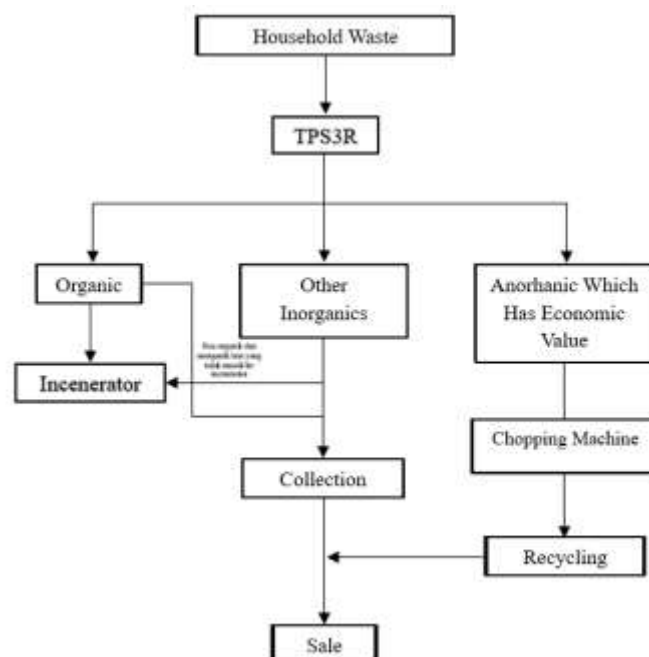 Household Waste
TPS3R
Organic
Other
Inorganics
Anorhanic Which
Has Economic
Value
Incenerator
Chopping Machine
Collection
Recycling
Sale